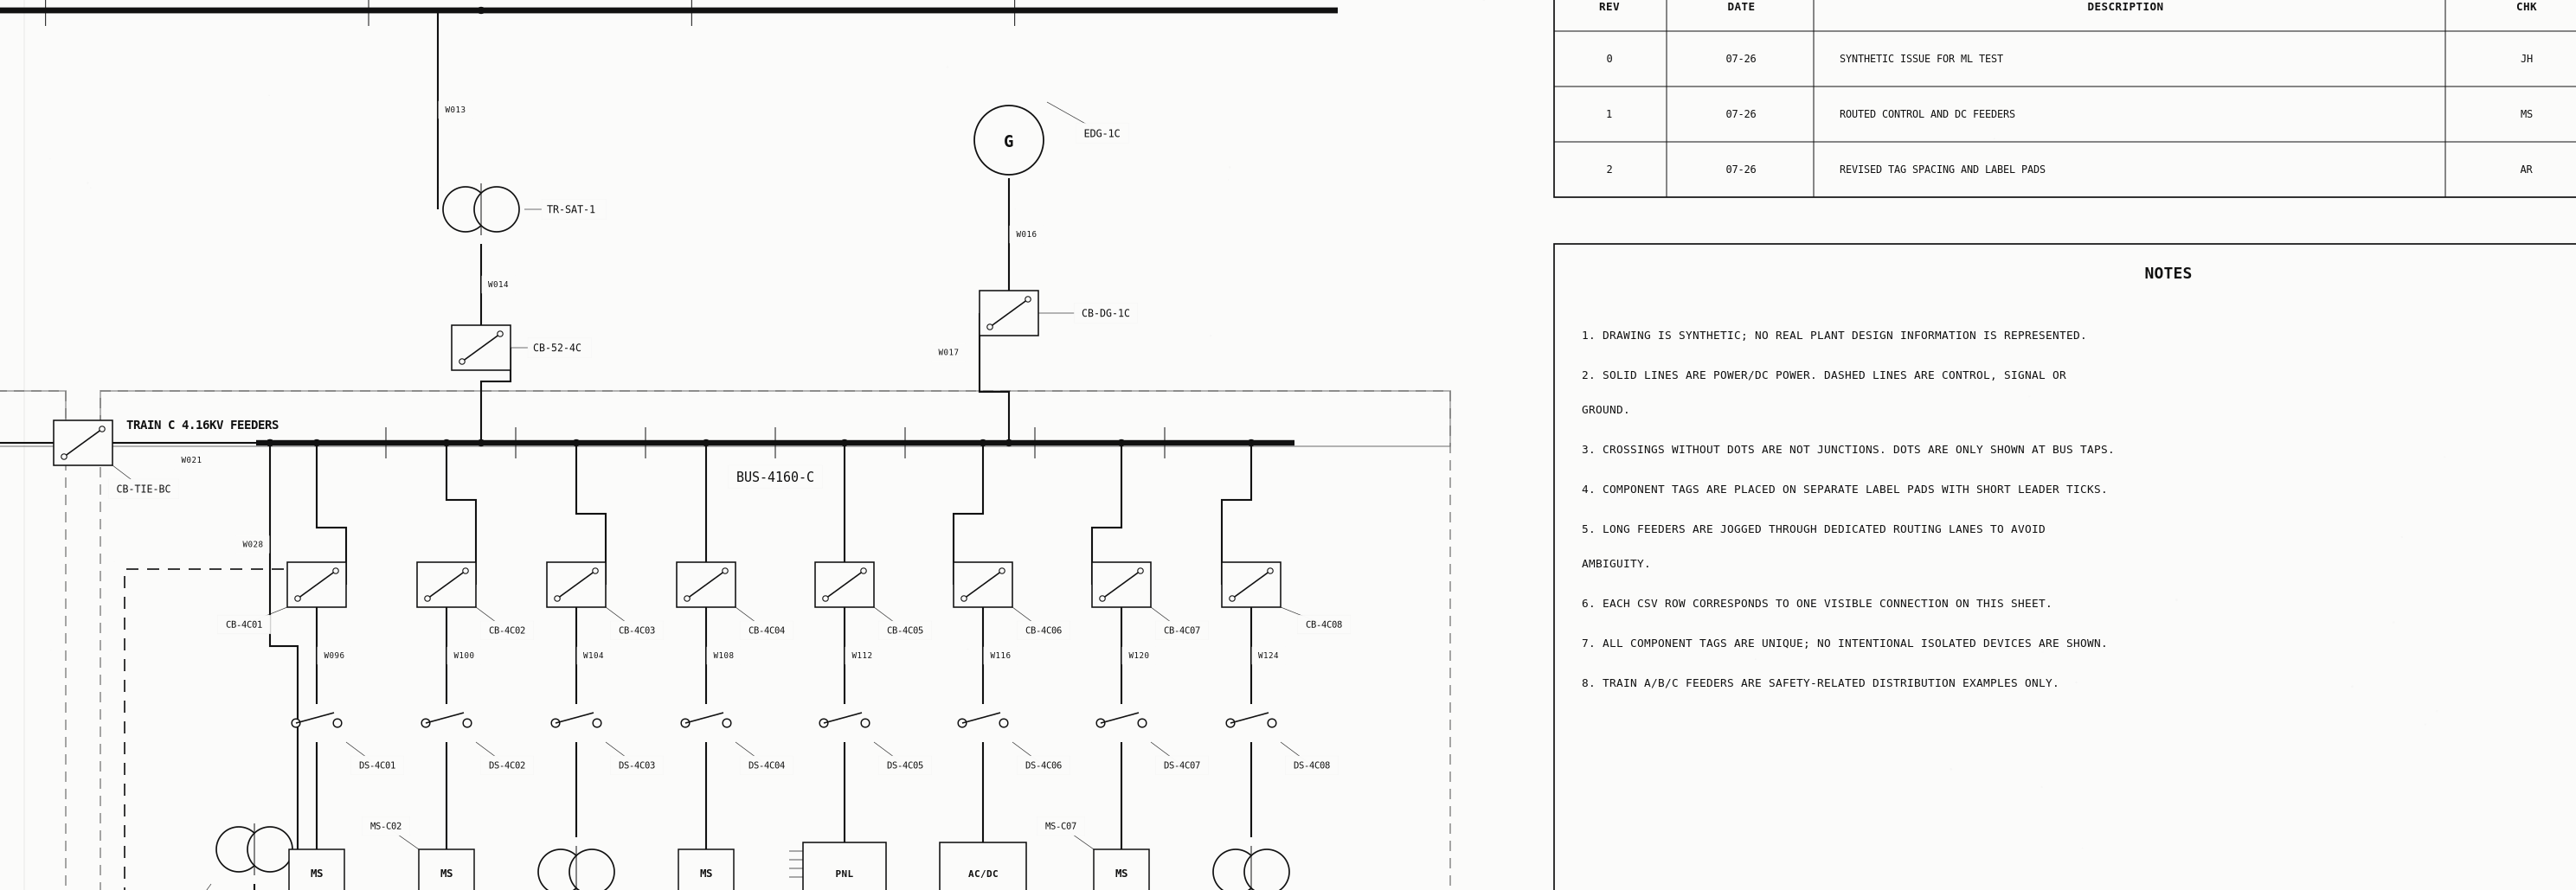 W013
G
EDG-1C
TR-SAT-1
W016
W014
CB-DG-1C
CB-52-4C
W017
TRAIN C 4.16KV FEEDERS
W021
CB-TIE-BC
BUS-4160-C
W028
CB-4C01
CB-4C02
CB-4C03
CB-4C04
CB-4C05
CB-4C06
CB-4C07
CB-4C08
W096
W100
W104
W108
W112
W116
W120
W124
DS-4C01
DS-4C02
DS-4C03
DS-4C04
DS-4C05
DS-4C06
DS-4C07
DS-4C08
MS-C02
MS-C07
MS
MS
MS
PNL
AC/DC
MS
REV DATE DESCRIPTION CHK
0 07-26 SYNTHETIC ISSUE FOR ML TEST JH
1 07-26 ROUTED CONTROL AND DC FEEDERS MS
2 07-26 REVISED TAG SPACING AND LABEL PADS AR
NOTES
1. DRAWING IS SYNTHETIC; NO REAL PLANT DESIGN INFORMATION IS REPRESENTED.
2. SOLID LINES ARE POWER/DC POWER. DASHED LINES ARE CONTROL, SIGNAL OR
GROUND.
3. CROSSINGS WITHOUT DOTS ARE NOT JUNCTIONS. DOTS ARE ONLY SHOWN AT BUS TAPS.
4. COMPONENT TAGS ARE PLACED ON SEPARATE LABEL PADS WITH SHORT LEADER TICKS.
5. LONG FEEDERS ARE JOGGED THROUGH DEDICATED ROUTING LANES TO AVOID
AMBIGUITY.
6. EACH CSV ROW CORRESPONDS TO ONE VISIBLE CONNECTION ON THIS SHEET.
7. ALL COMPONENT TAGS ARE UNIQUE; NO INTENTIONAL ISOLATED DEVICES ARE SHOWN.
8. TRAIN A/B/C FEEDERS ARE SAFETY-RELATED DISTRIBUTION EXAMPLES ONLY.